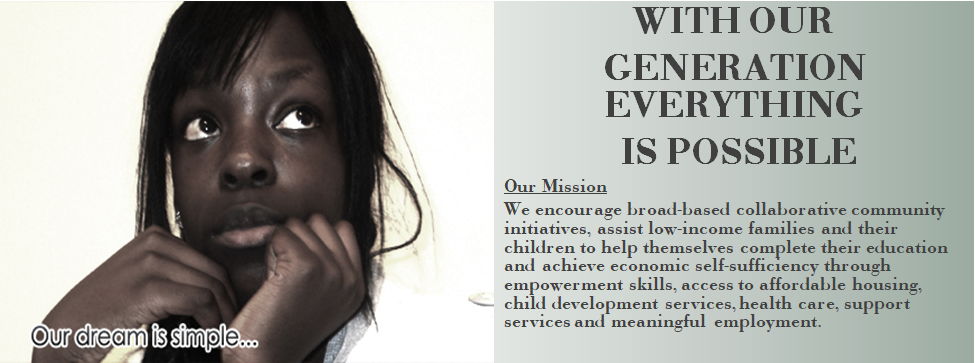 WITH OUR
GENERATION
EVERYTHING
IS POSSIBLE
Our Mission
We encourage broad-based collaborative community
initiatives, assist low-income families and their
children to help themselves complete their education
and achieve economic self-sufficiency through
empowerment skills, access to affordable housing,
child development services, health care, support
services and meaningful employment.
Our dream is simple...